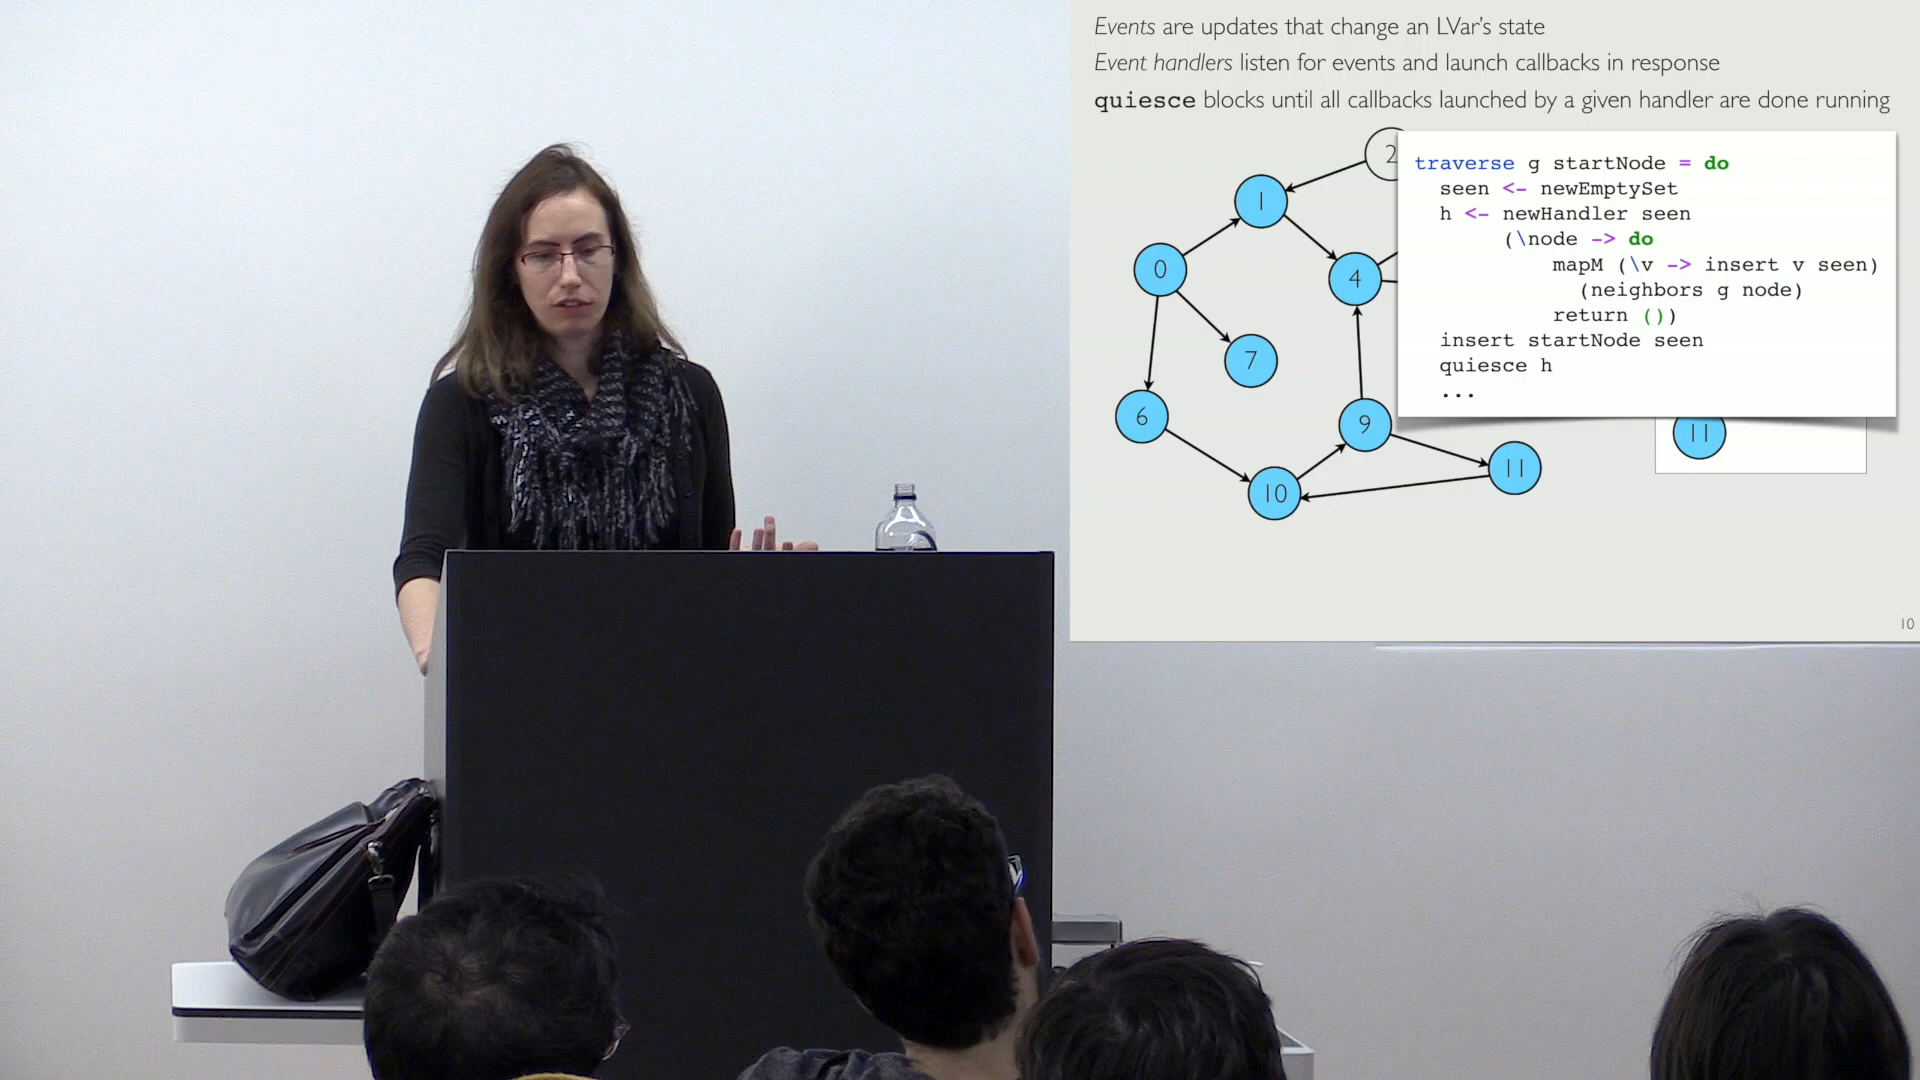 Events are updates that change an LVar's state
Event handlers listen for events and launch callbacks in response
quiesce blocks until all callbacks launched by a given handler are done running
2
traverse g startNode = do
seen <- newEmptySet
h <- newHandler seen
(\node -> do
mapM (\v -> insert v seen)
(neighbors g node)
return ())
insert startNode seen
quiesce h
...
1
0
4
7
6
9
11
11
10
10